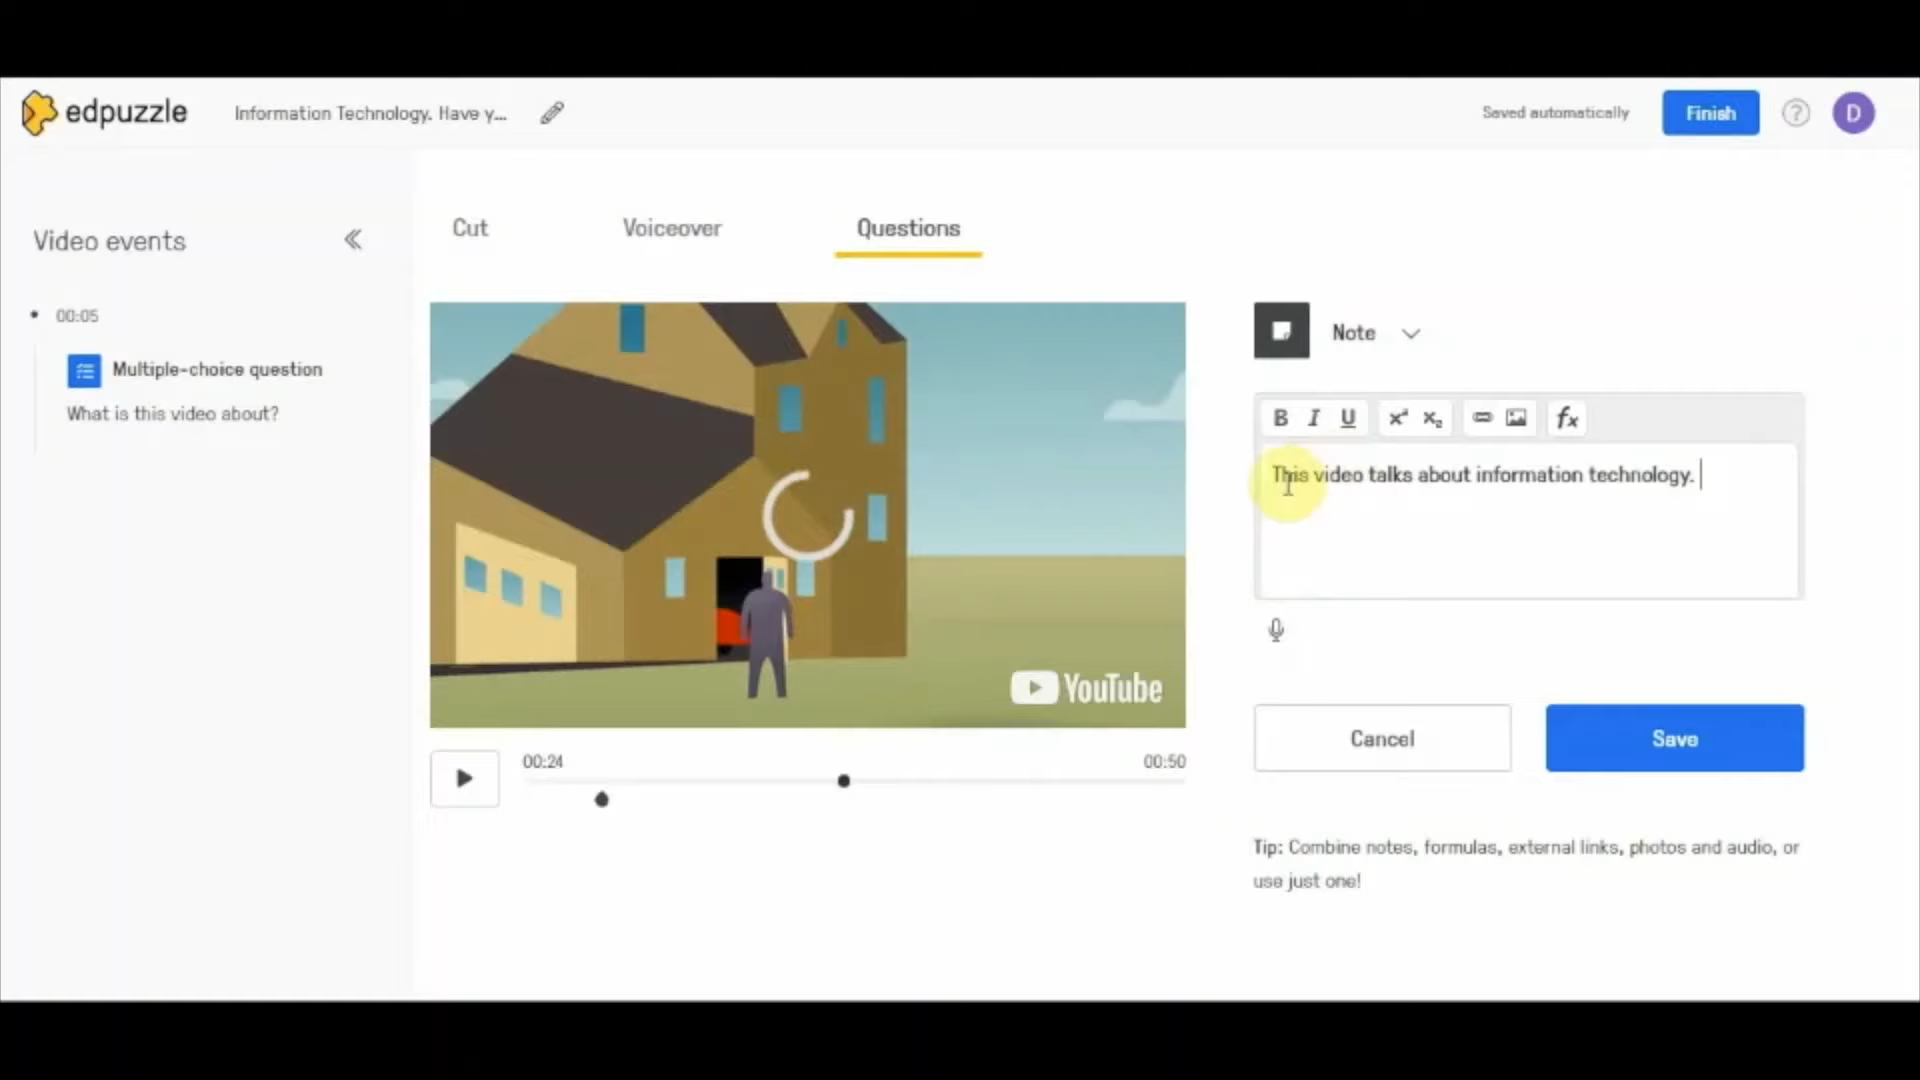 edpuzzle
Information Technology. Have y...
Saved automatically
Finish
?
D
Video events
00:05
Multiple-choice question
What is this video about?
Cut
Voiceover
Questions
YouTube
00:24
00:50
Note
B I U x² x₂ fx
This video talks about information technology.
Cancel
Save
Tip: Combine notes, formulas, external links, photos and audio, or
use just one!